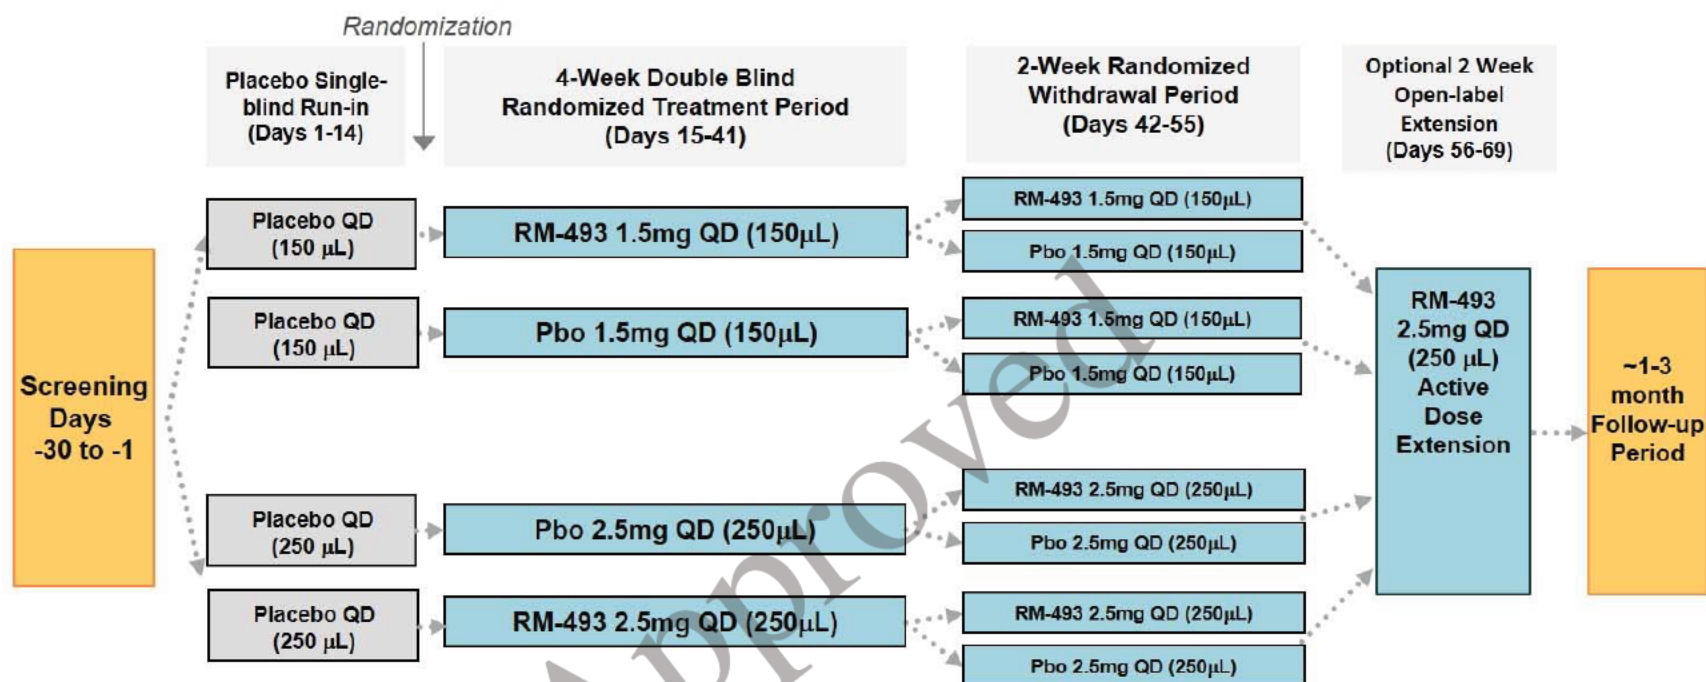 Randomization
Placebo Single-
blind Run-in
(Days 1-14)
4-Week Double Blind
Randomized Treatment Period
(Days 15-41)
2-Week Randomized
Withdrawal Period
(Days 42-55)
Optional 2 Week
Open-label
Extension
(Days 56-69)
Screening
Days
-30 to -1
Placebo QD
(150 µL)
RM-493 1.5mg QD (150µL)
RM-493 1.5mg QD (150µL)
Pbo 1.5mg QD (150µL)
Placebo QD
(150 µL)
Pbo 1.5mg QD (150µL)
RM-493 1.5mg QD (150µL)
Pbo 1.5mg QD (150µL)
Placebo QD
(250 µL)
Pbo 2.5mg QD (250µL)
RM-493 2.5mg QD (250µL)
Pbo 2.5mg QD (250µL)
Placebo QD
(250 µL)
RM-493 2.5mg QD (250µL)
RM-493 2.5mg QD (250µL)
Pbo 2.5mg QD (250µL)
RM-493
2.5mg QD
(250 µL)
Active
Dose
Extension
~1-3
month
Follow-up
Period
Approved